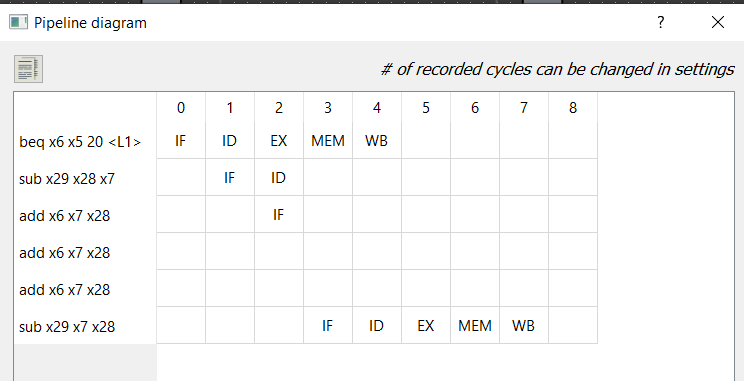 Pipeline diagram ?
# of recorded cycles can be changed in settings
0 1 2 3 4 5 6 7 8
beq x6 x5 20 <L1> IF ID EX MEM WB
sub x29 x28 x7 IF ID
add x6 x7 x28 IF
add x6 x7 x28
add x6 x7 x28
sub x29 x7 x28 IF ID EX MEM WB